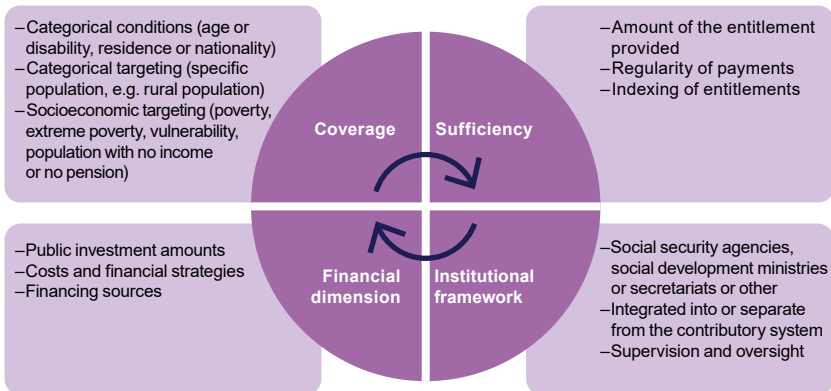 –Categorical conditions (age or
disability, residence or nationality)
–Categorical targeting (specific
population, e.g. rural population)
–Socioeconomic targeting (poverty,
extreme poverty, vulnerability,
population with no income
or no pension)
Coverage
Sufficiency
–Amount of the entitlement
provided
–Regularity of payments
–Indexing of entitlements
–Public investment amounts
–Costs and financial strategies
–Financing sources
Financial
dimension
Institutional
framework
–Social security agencies,
social development ministries
or secretariats or other
–Integrated into or separate
from the contributory system
–Supervision and oversight